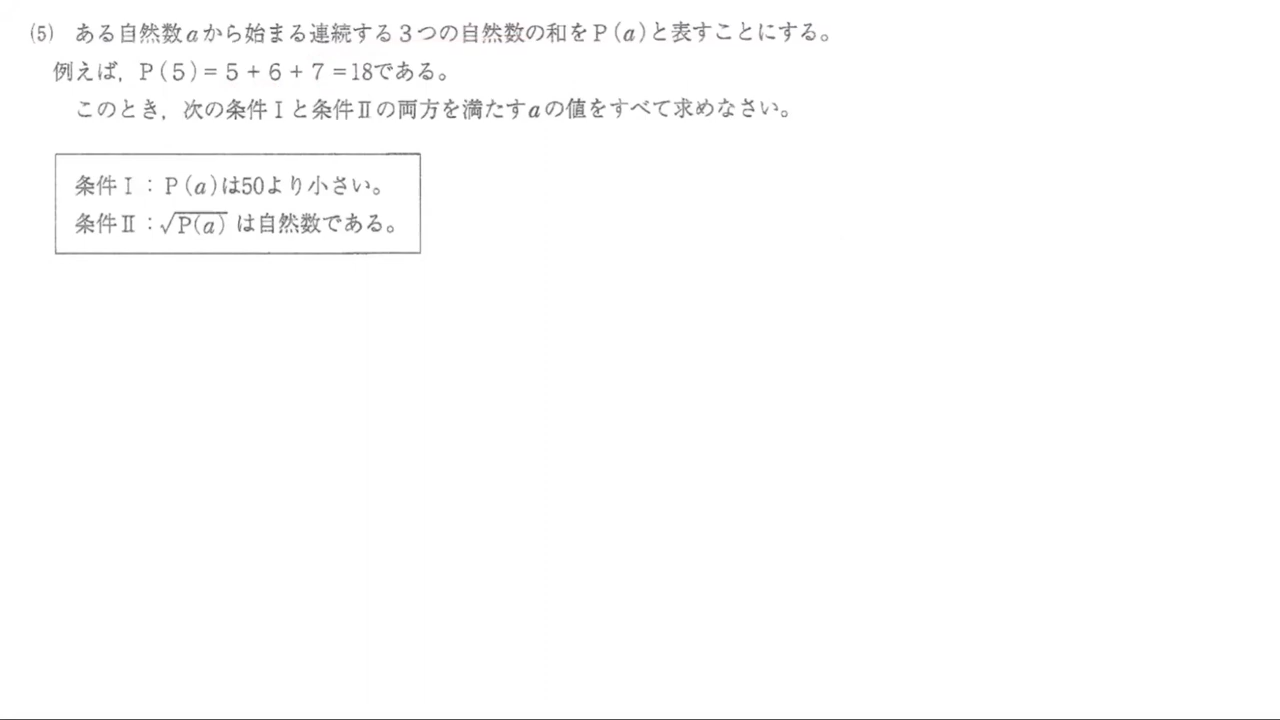 (5) ある自然数aから始まる連続する3つの自然数の和をP(a)と表すことにする。
例えば，P(5)＝5＋6＋7＝18である。
このとき，次の条件Ⅰと条件Ⅱの両方を満たすaの値をすべて求めなさい。
条件Ⅰ：P(a)は50より小さい。
条件Ⅱ：√P(a) は自然数である。